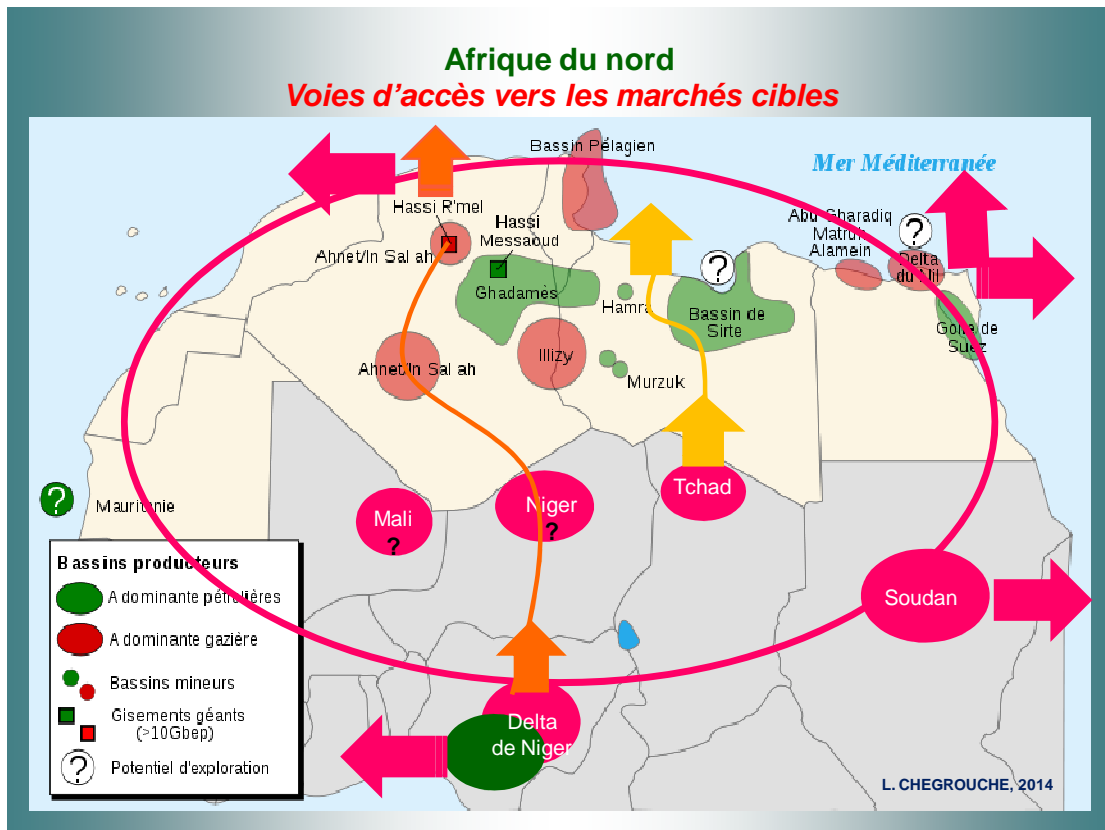 Afrique du nord
Voies d’accès vers les marchés cibles
Bassin Pélagien
Mer Méditerranée
Hassi R'mel
Hassi
Messaoud
Abu Gharadiq
Matruh
Alamein
?
Delta
du Nil
Ahnet/In Sal ah
Ghadamès
?
Hamra
Bassin de
Sirte
Golfe de
Suez
Ahnet/In Sal ah
Illizy
Murzuk
Tchad
Niger
?
Mali
?
?
Mauritanie
Soudan
Bassins producteurs
A dominante pétrolières
A dominante gazière
Bassins mineurs
Gisements géants
(>10Gbep)
?
Potentiel d'exploration
Delta
de Niger
L. CHEGROUCHE, 2014